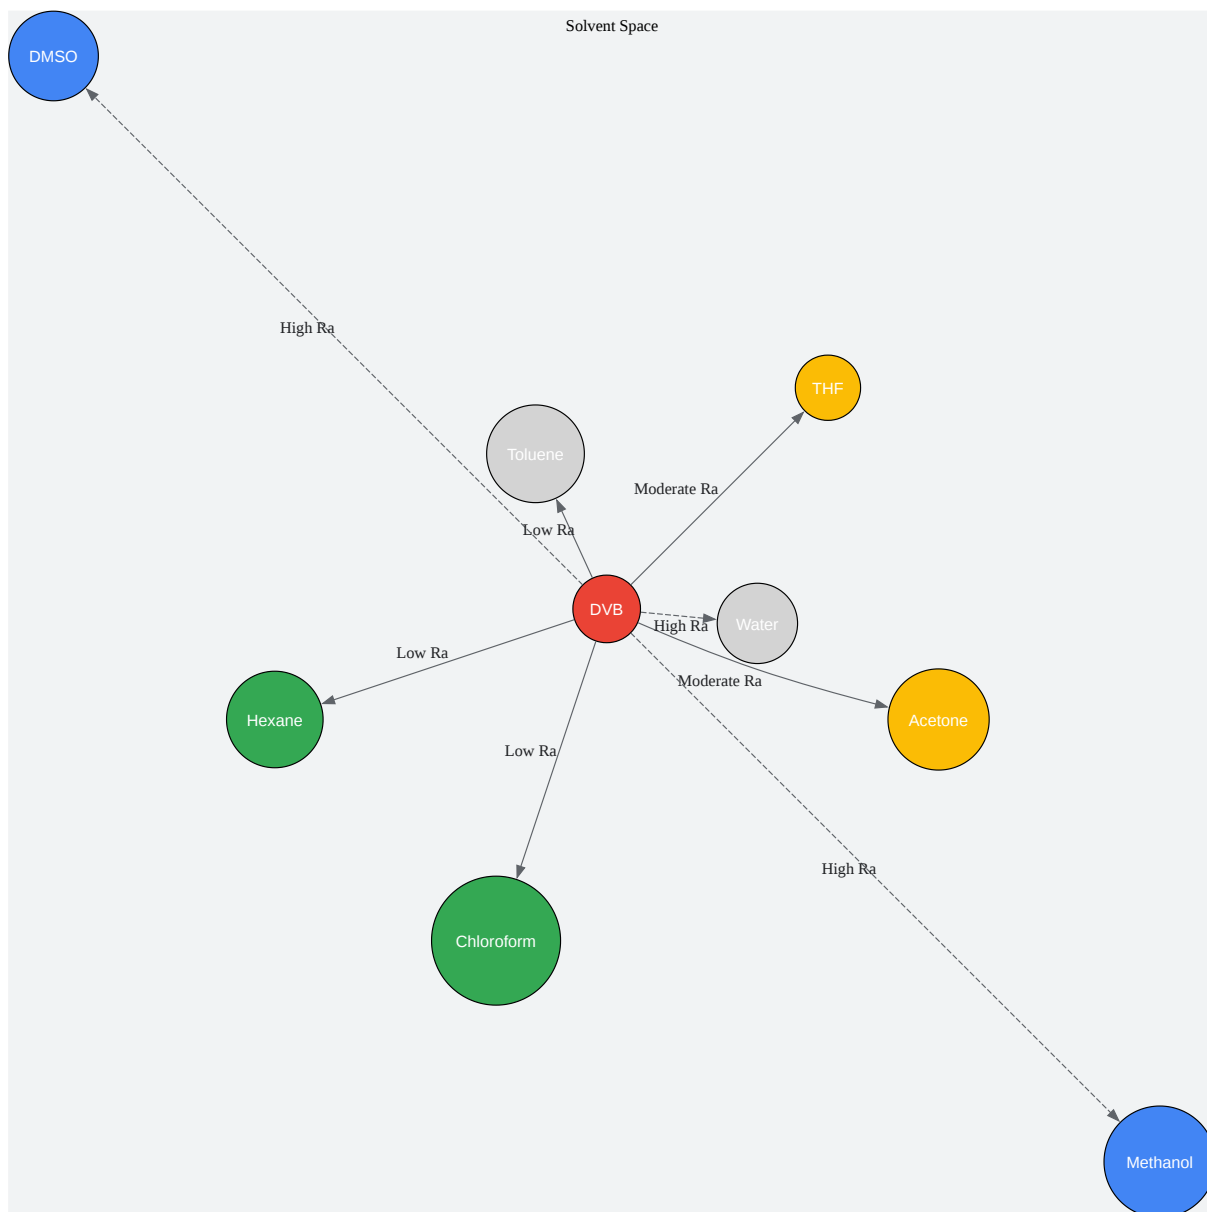 Solvent Space
DMSO
High Ra
THF
Toluene
Moderate Ra
Low Ra
DVB
Water
High Ra
Low Ra
Moderate Ra
Hexane
Acetone
Low Ra
High Ra
Chloroform
Methanol